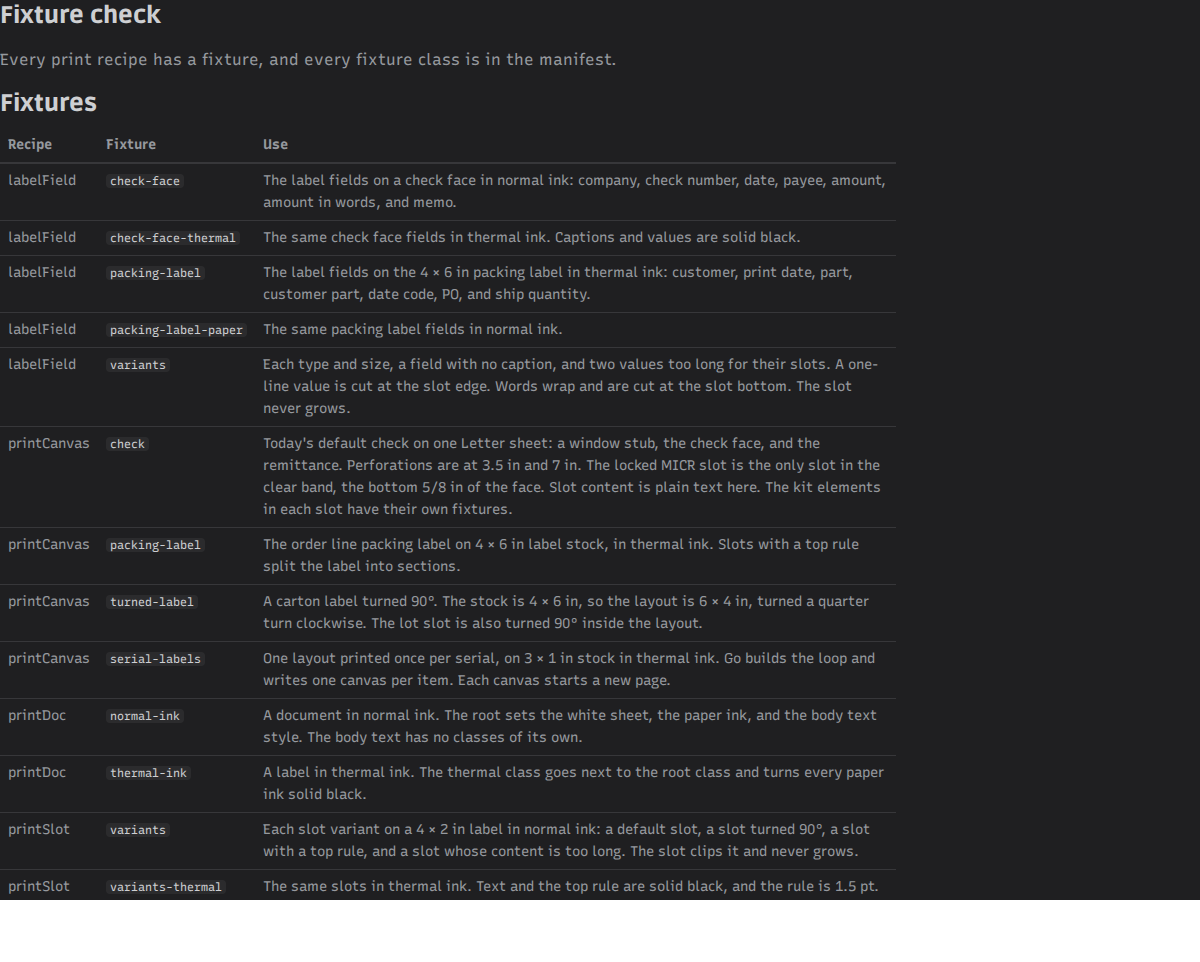 Fixture check
Every print recipe has a fixture, and every fixture class is in the manifest.
Fixtures
Recipe Fixture Use
labelField check-face The label fields on a check face in normal ink: company, check number, date, payee, amount,
amount in words, and memo.
labelField check-face-thermal The same check face fields in thermal ink. Captions and values are solid black.
labelField packing-label The label fields on the 4 × 6 in packing label in thermal ink: customer, print date, part,
customer part, date code, PO, and ship quantity.
labelField packing-label-paper The same packing label fields in normal ink.
labelField variants Each type and size, a field with no caption, and two values too long for their slots. A one-
line value is cut at the slot edge. Words wrap and are cut at the slot bottom. The slot
never grows.
printCanvas check Today's default check on one Letter sheet: a window stub, the check face, and the
remittance. Perforations are at 3.5 in and 7 in. The locked MICR slot is the only slot in the
clear band, the bottom 5/8 in of the face. Slot content is plain text here. The kit elements
in each slot have their own fixtures.
printCanvas packing-label The order line packing label on 4 × 6 in label stock, in thermal ink. Slots with a top rule
split the label into sections.
printCanvas turned-label A carton label turned 90°. The stock is 4 × 6 in, so the layout is 6 × 4 in, turned a quarter
turn clockwise. The lot slot is also turned 90° inside the layout.
printCanvas serial-labels One layout printed once per serial, on 3 × 1 in stock in thermal ink. Go builds the loop and
writes one canvas per item. Each canvas starts a new page.
printDoc normal-ink A document in normal ink. The root sets the white sheet, the paper ink, and the body text
style. The body text has no classes of its own.
printDoc thermal-ink A label in thermal ink. The thermal class goes next to the root class and turns every paper
ink solid black.
printSlot variants Each slot variant on a 4 × 2 in label in normal ink: a default slot, a slot turned 90°, a slot
with a top rule, and a slot whose content is too long. The slot clips it and never grows.
printSlot variants-thermal The same slots in thermal ink. Text and the top rule are solid black, and the rule is 1.5 pt.